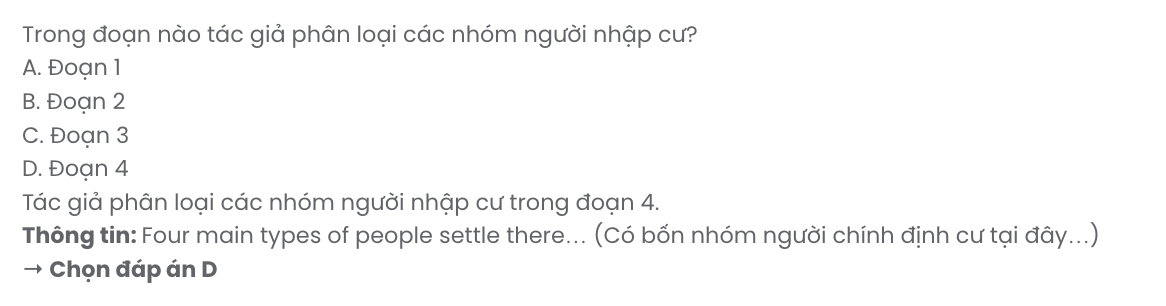 Trong đoạn nào tác giả phân loại các nhóm người nhập cư?
A. Đoạn 1
B. Đoạn 2
C. Đoạn 3
D. Đoạn 4
Tác giả phân loại các nhóm người nhập cư trong đoạn 4.
Thông tin: Four main types of people settle there… (Có bốn nhóm người chính định cư tại đây…)
→ Chọn đáp án D